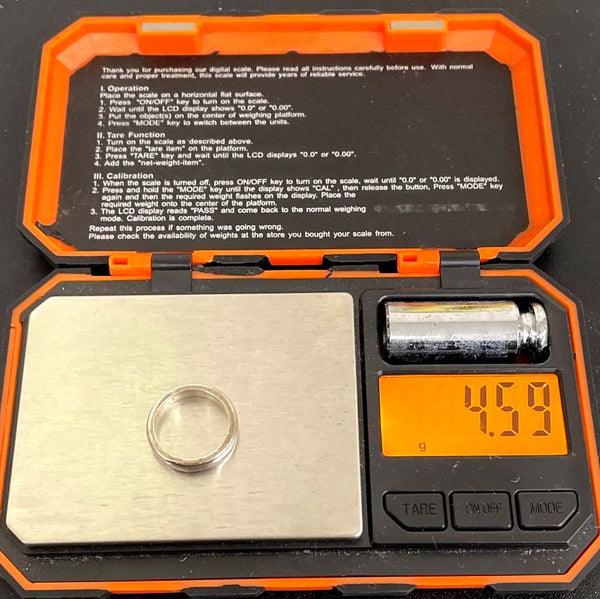 Thank you for purchasing our digital scale. Please read all instructions carefully before use. With normal
care and proper treatment, this scale will provide years of reliable service.
I. Operation
Place the scale on a horizontal flat surface.
1. Press "ON/OFF" key to turn on the scale.
2. Wait until the LCD displays "0.0" or "0.00".
3. Put the object(s) on the center of weighing platform.
4. Press "MODE" key to switch between the units.
II. Tare Function
1. Turn on the scale as described above.
2. Place the "tare item" on the platform.
3. Press "TARE" key and wait until the LCD displays "0.0" or "0.00".
4. Add the "net-weight-item".
III. Calibration
1. When the scale is turned off, press ON/OFF key to turn on scale, wait until "0.0" or "0.00" is displayed.
2. Press and hold the "MODE" key until the display shows "CAL" , then release the button, Press "MODE" key
again and then the required weight flashes on the display. Place the
required weight onto the center of the platform.
3. The LCD display reads "PASS" and come back to the normal weighing
mode. Calibration is complete.
Repeat this process if something was going wrong.
Please check the availability of weights at the store you bought your scale from.
4.59
g
TARE ON/OFF MODE